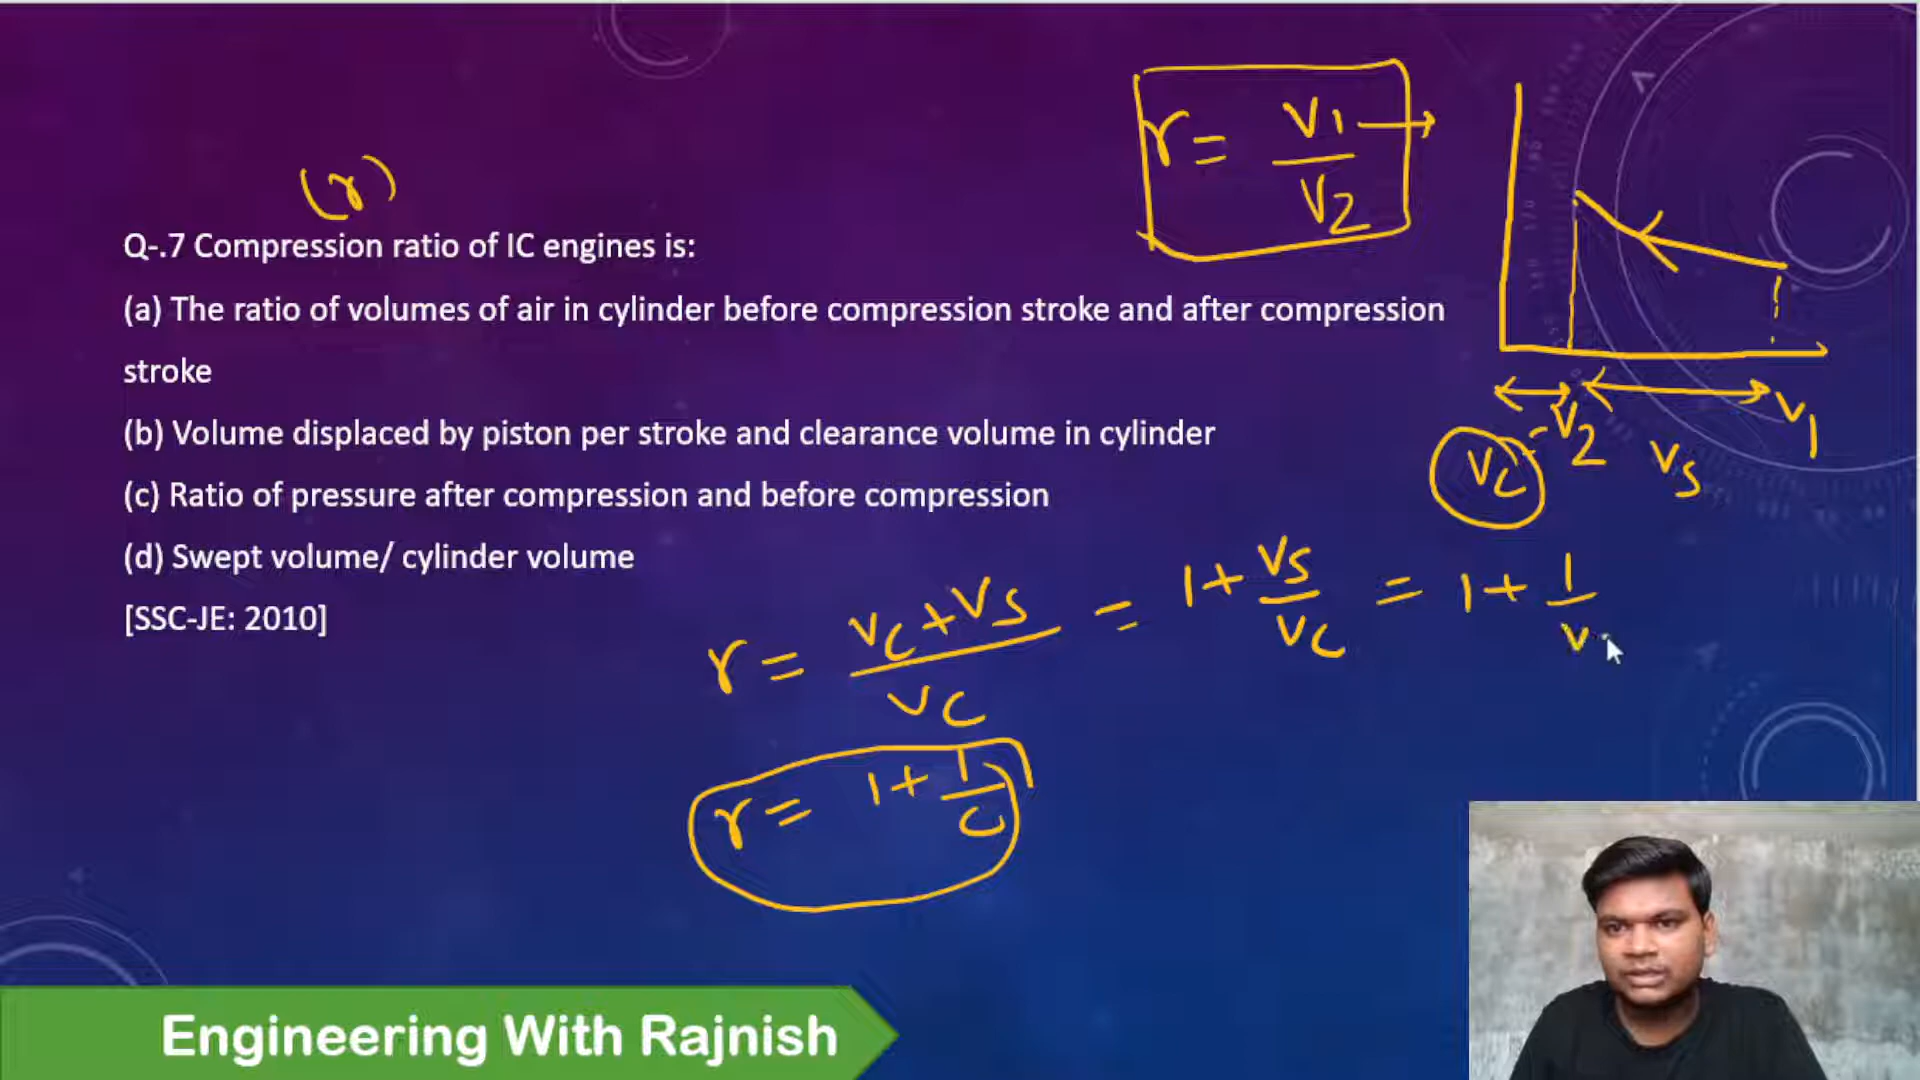 (r)
Q-.7 Compression ratio of IC engines is:
(a) The ratio of volumes of air in cylinder before compression stroke and after compression
stroke
(b) Volume displaced by piston per stroke and clearance volume in cylinder
(c) Ratio of pressure after compression and before compression
(d) Swept volume/ cylinder volume
[SSC-JE: 2010]
r = V1/V2
V1
Vc = V2
Vs
r = Vc+Vs/Vc = 1+Vs/Vc = 1+1/V
r = 1+1/C
Engineering With Rajnish